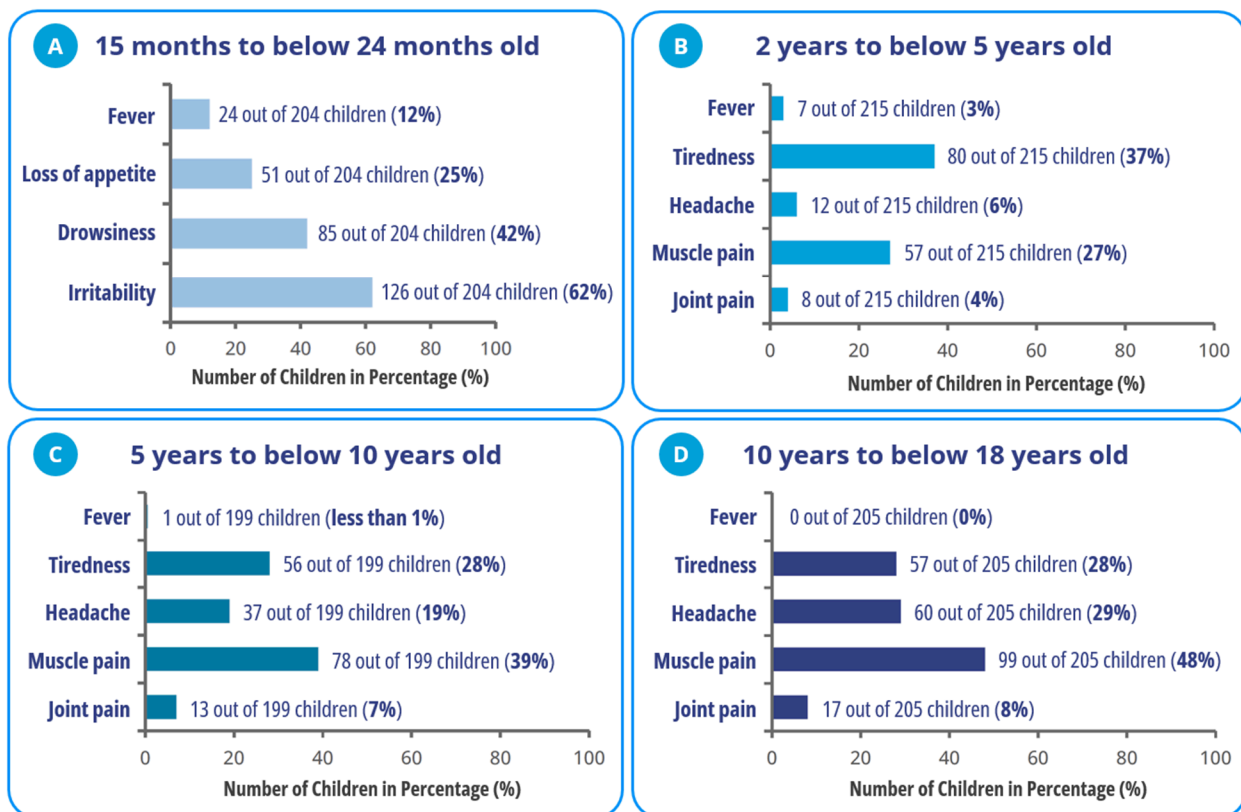 A 15 months to below 24 months old
Fever 24 out of 204 children (12%)
Loss of appetite 51 out of 204 children (25%)
Drowsiness 85 out of 204 children (42%)
Irritability 126 out of 204 children (62%)
0 20 40 60 80 100
Number of Children in Percentage (%)
B 2 years to below 5 years old
Fever 7 out of 215 children (3%)
Tiredness 80 out of 215 children (37%)
Headache 12 out of 215 children (6%)
Muscle pain 57 out of 215 children (27%)
Joint pain 8 out of 215 children (4%)
0 20 40 60 80 100
Number of Children in Percentage (%)
C 5 years to below 10 years old
Fever 1 out of 199 children (less than 1%)
Tiredness 56 out of 199 children (28%)
Headache 37 out of 199 children (19%)
Muscle pain 78 out of 199 children (39%)
Joint pain 13 out of 199 children (7%)
0 20 40 60 80 100
Number of Children in Percentage (%)
D 10 years to below 18 years old
Fever 0 out of 205 children (0%)
Tiredness 57 out of 205 children (28%)
Headache 60 out of 205 children (29%)
Muscle pain 99 out of 205 children (48%)
Joint pain 17 out of 205 children (8%)
0 20 40 60 80 100
Number of Children in Percentage (%)